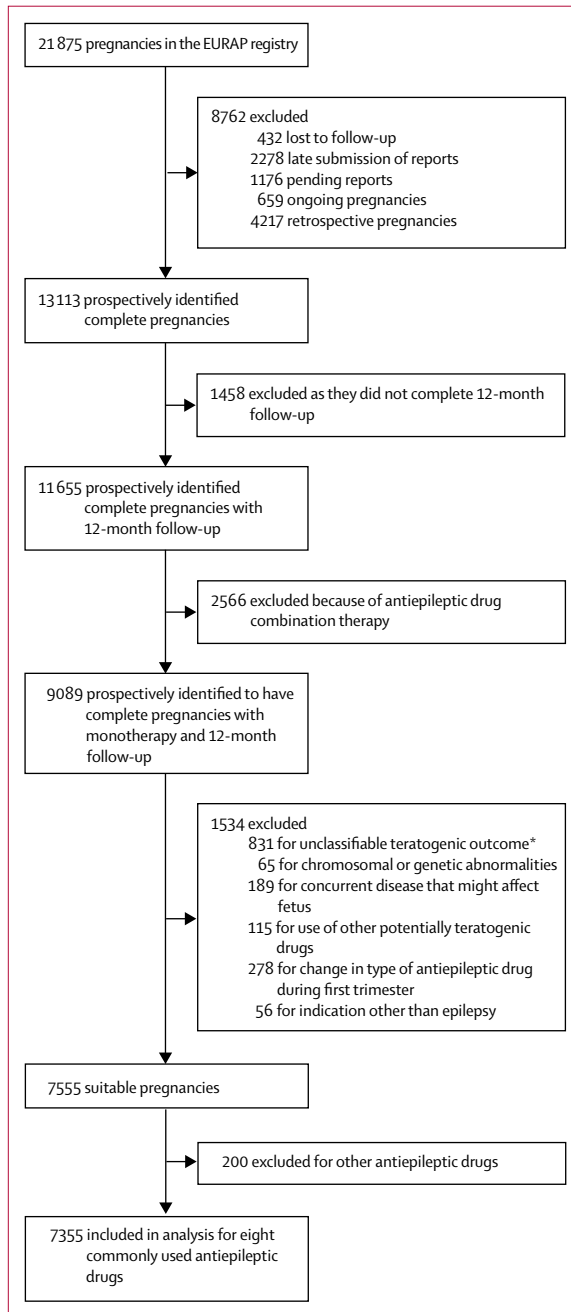 21 875 pregnancies in the EURAP registry
8762 excluded
432 lost to follow-up
2278 late submission of reports
1176 pending reports
659 ongoing pregnancies
4217 retrospective pregnancies
13 113 prospectively identified
complete pregnancies
1458 excluded as they did not complete 12-month
follow-up
11 655 prospectively identified
complete pregnancies with
12-month follow-up
2566 excluded because of antiepileptic drug
combination therapy
9089 prospectively identified to have
complete pregnancies with
monotherapy and 12-month
follow-up
1534 excluded
831 for unclassifiable teratogenic outcome*
65 for chromosomal or genetic abnormalities
189 for concurrent disease that might affect
fetus
115 for use of other potentially teratogenic
drugs
278 for change in type of antiepileptic drug
during first trimester
56 for indication other than epilepsy
7555 suitable pregnancies
200 excluded for other antiepileptic drugs
7355 included in analysis for eight
commonly used antiepileptic
drugs